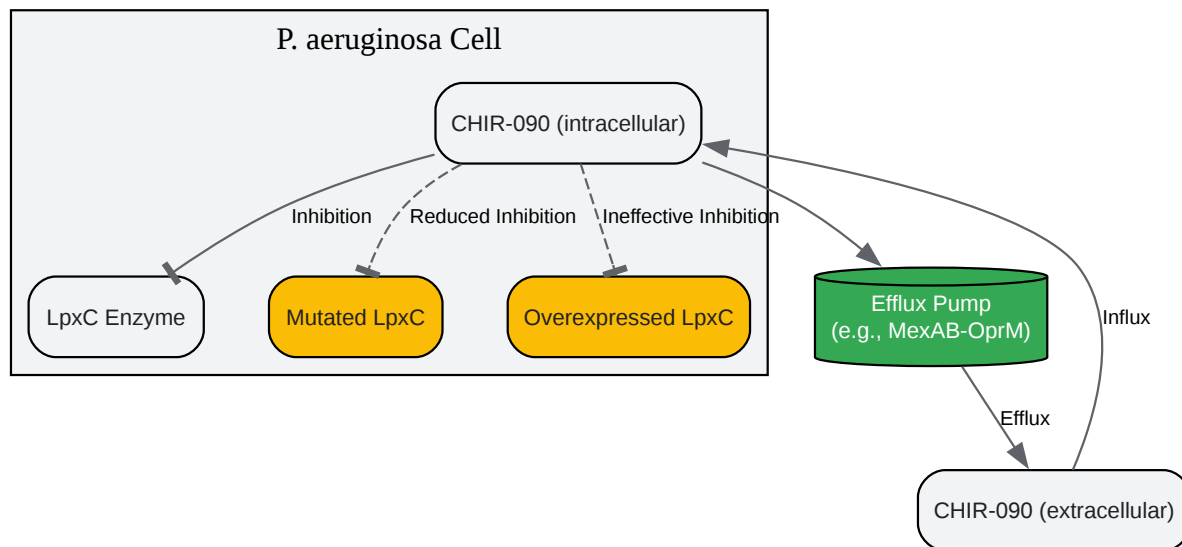 P. aeruginosa Cell
CHIR-090 (intracellular)
Inhibition
Reduced Inhibition
Ineffective Inhibition
LpxC Enzyme
Mutated LpxC
Overexpressed LpxC
Efflux Pump
(e.g., MexAB-OprM)
Influx
Efflux
CHIR-090 (extracellular)